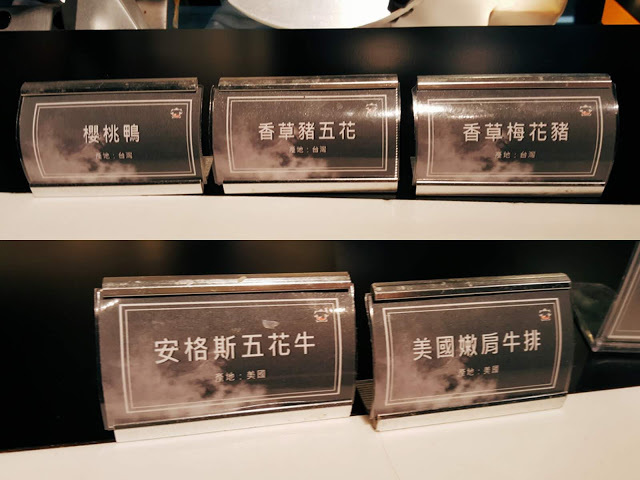 櫻桃鴨
產地：台灣
香草豬五花
產地：台灣
香草梅花豬
產地：台灣
安格斯五花牛
產地：美國
美國嫩肩牛排
產地：美國